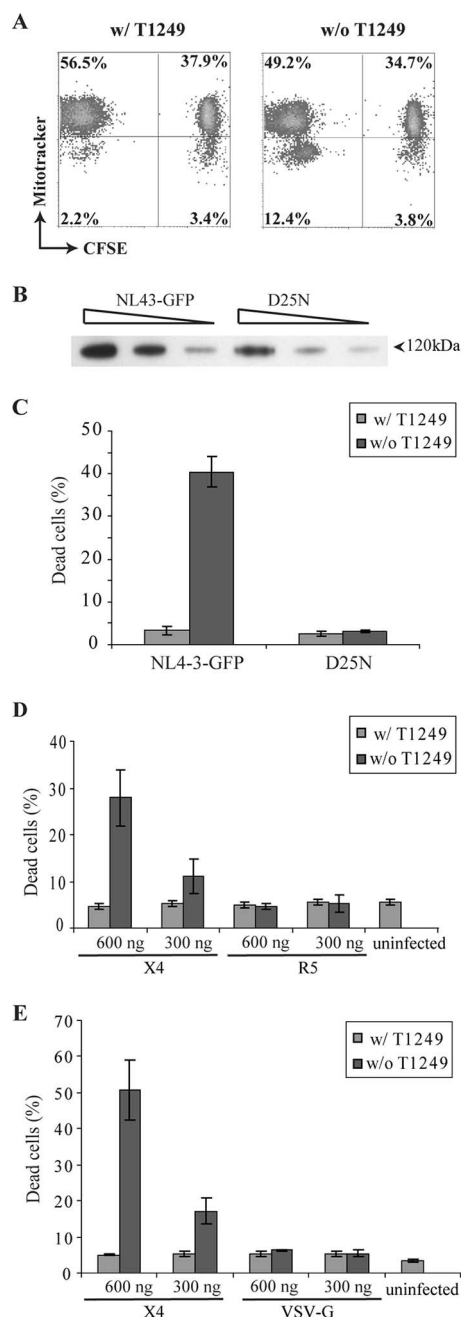 A
w/ T1249
w/o T1249
56.5%
37.9%
49.2%
34.7%
Mitotracker
2.2%
3.4%
12.4%
3.8%
CFSE
B
NL43-GFP
D25N
120kDa
C
w/ T1249
w/o T1249
Dead cells (%)
50
40
30
20
10
0
NL4-3-GFP
D25N
D
w/ T1249
w/o T1249
Dead cells (%)
40
30
20
10
0
600 ng
300 ng
600 ng
300 ng
uninfected
X4
R5
E
w/ T1249
w/o T1249
Dead cells (%)
70
60
50
40
30
20
10
0
600 ng
300 ng
600 ng
300 ng
uninfected
X4
VSV-G